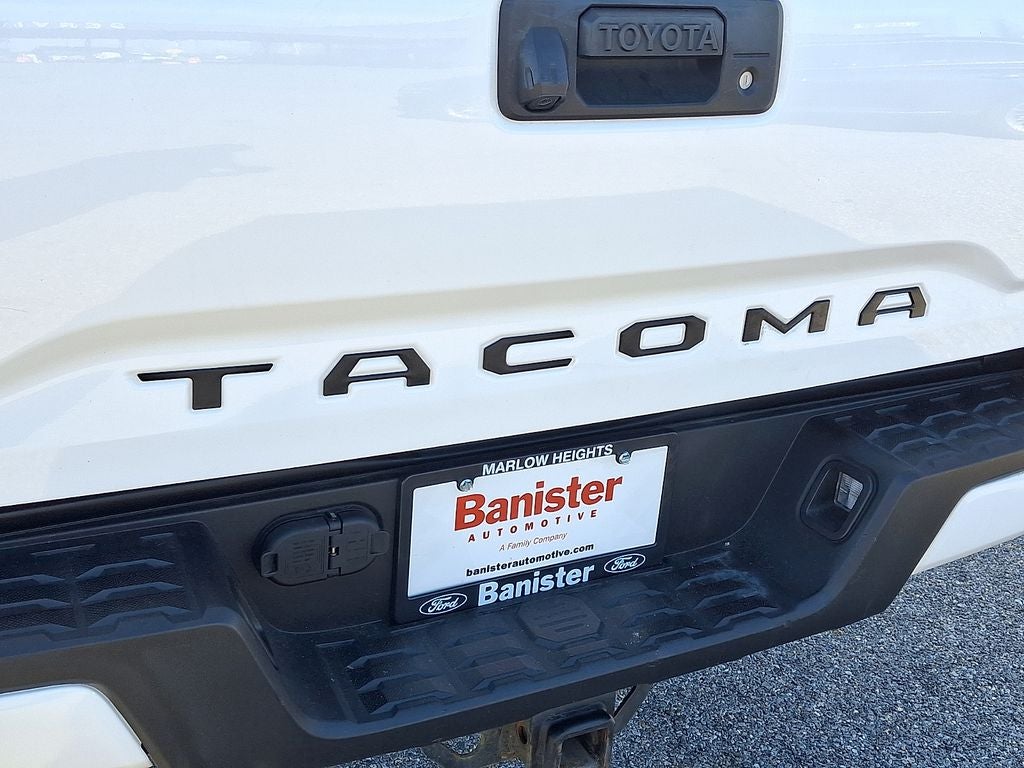 TOYOTA
TACOMA
MARLOW HEIGHTS
Banister
AUTOMOTIVE
A Family Company
banisterautomotive.com
Ford Banister Ford